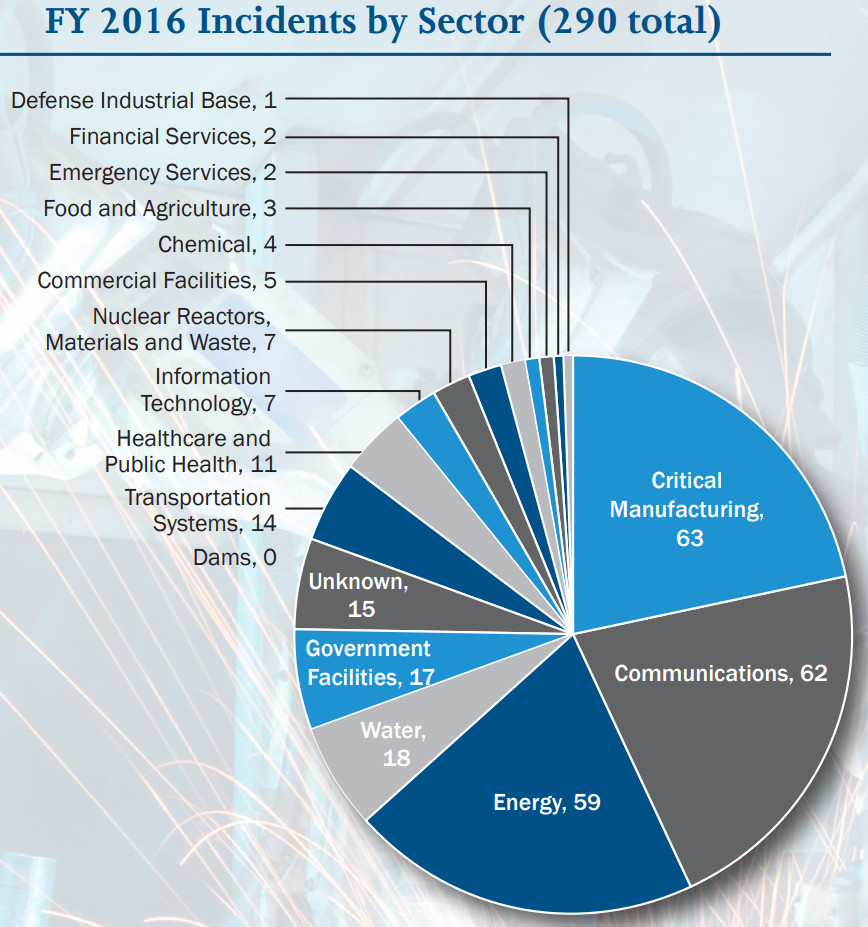 FY 2016 Incidents by Sector (290 total)
Defense Industrial Base, 1
Financial Services, 2
Emergency Services, 2
Food and Agriculture, 3
Chemical, 4
Commercial Facilities, 5
Nuclear Reactors,
Materials and Waste, 7
Information
Technology, 7
Healthcare and
Public Health, 11
Transportation
Systems, 14
Dams, 0
Unknown,
15
Government
Facilities, 17
Water,
18
Energy, 59
Communications, 62
Critical
Manufacturing,
63